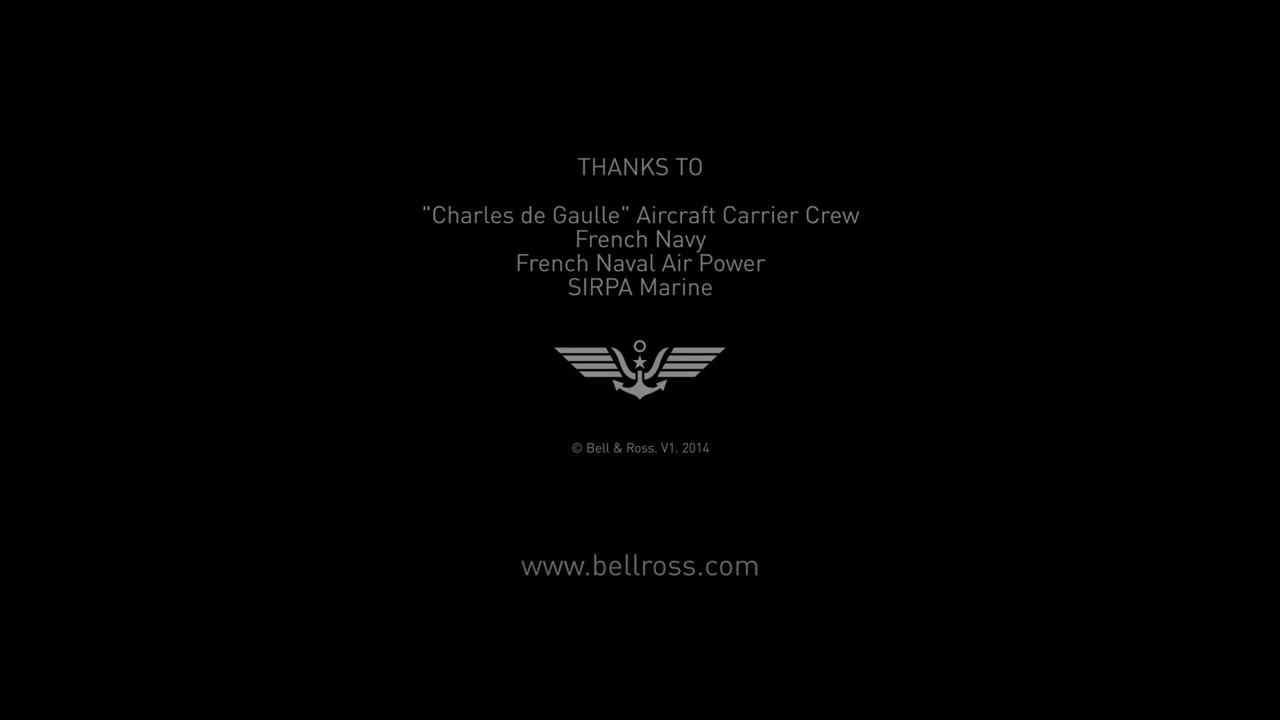 THANKS TO
"Charles de Gaulle" Aircraft Carrier Crew
French Navy
French Naval Air Power
SIRPA Marine
© Bell & Ross. V1. 2014
www.bellross.com